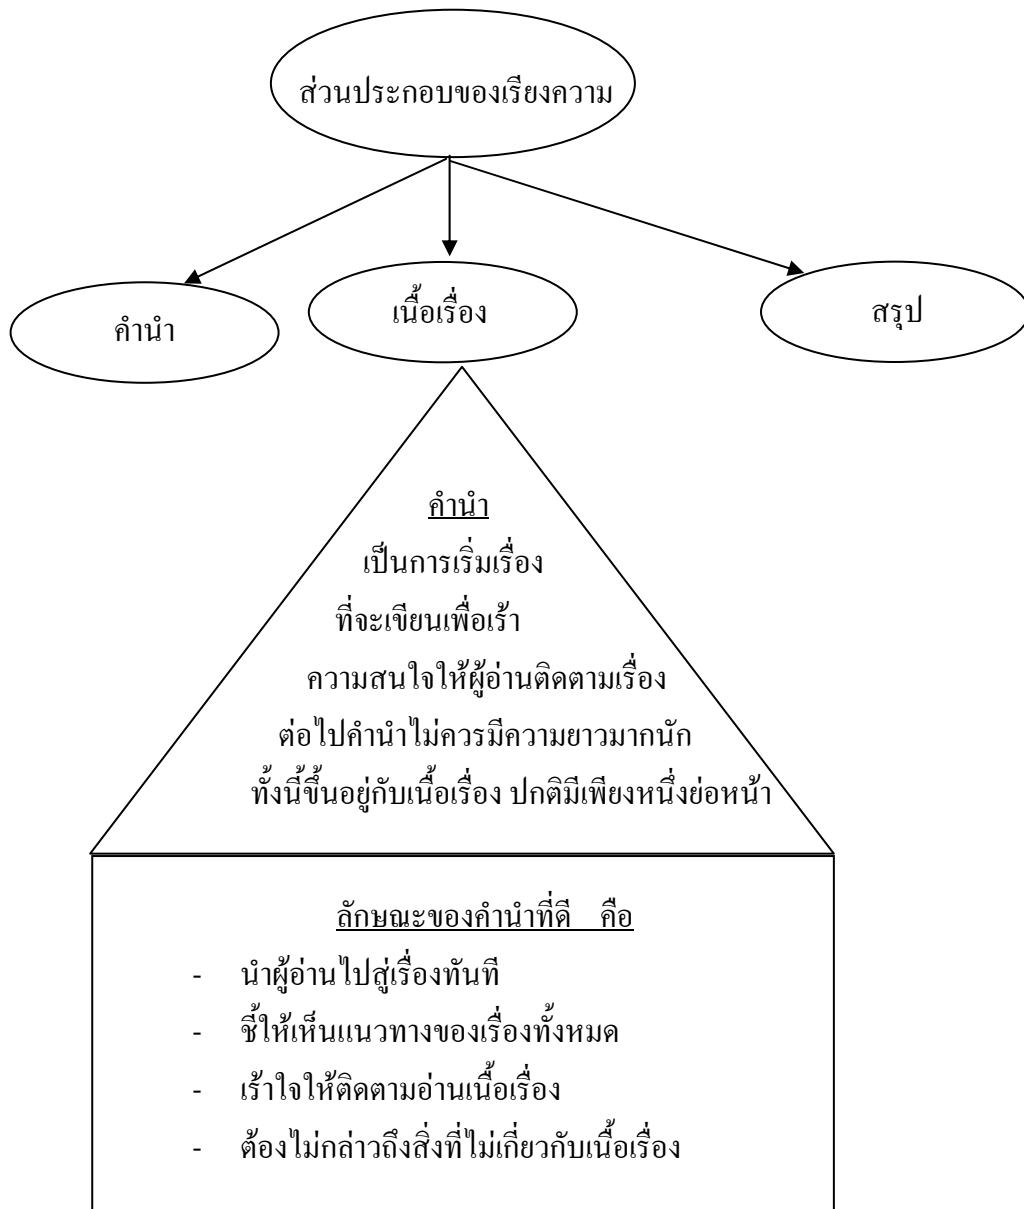 ส่วนประกอบของเรียงความ
คำนำ
เนื้อเรื่อง
สรุป
คำนำ
เป็นการเริ่มเรื่อง
ที่จะเขียนเพื่อเร้า
ความสนใจให้ผู้อ่านติดตามเรื่อง
ต่อไปคำนำไม่ควรมีความยาวมากนัก
ทั้งนี้ขึ้นอยู่กับเนื้อเรื่อง ปกติมีเพียงหนึ่งย่อหน้า
ลักษณะของคำนำที่ดี คือ
- นำผู้อ่านไปสู่เรื่องทันที
- ชี้ให้เห็นแนวทางของเรื่องทั้งหมด
- เร้าใจให้ติดตามอ่านเนื้อเรื่อง
- ต้องไม่กล่าวถึงสิ่งที่ไม่เกี่ยวกับเนื้อเรื่อง